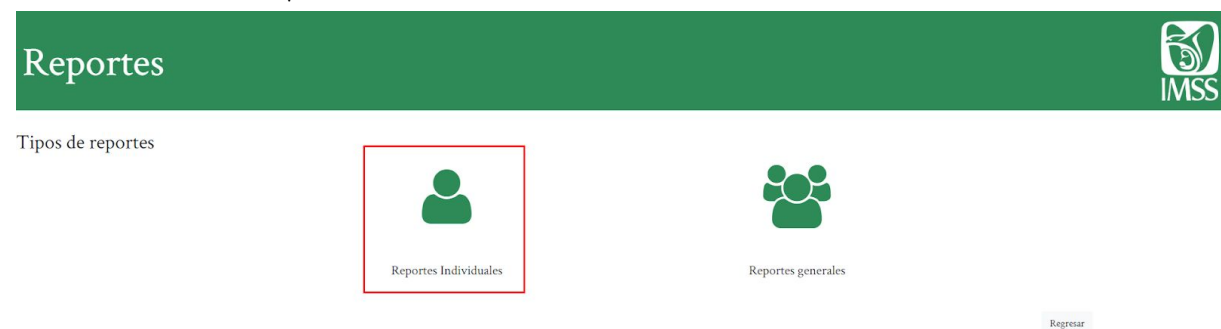 Reportes
IMSS
Tipos de reportes
Reportes Individuales
Reportes generales
Regresar